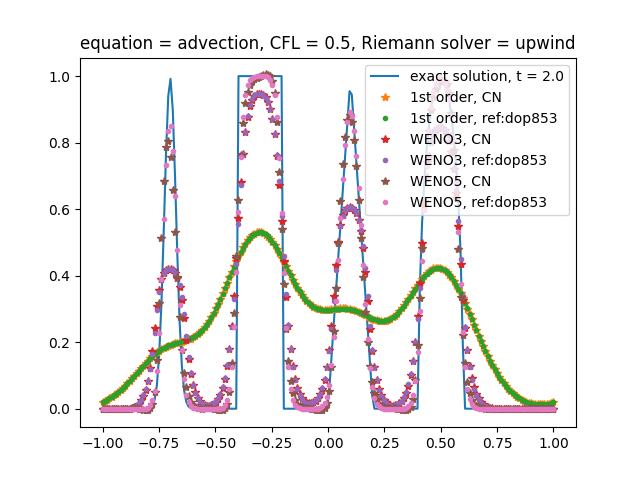 equation = advection, CFL = 0.5, Riemann solver = upwind
exact solution, t = 2.0
1st order, CN
1st order, ref:dop853
WENO3, CN
WENO3, ref:dop853
WENO5, CN
WENO5, ref:dop853
1.0
0.8
0.6
0.4
0.2
0.0
−1.00 −0.75 −0.50 −0.25 0.00 0.25 0.50 0.75 1.00